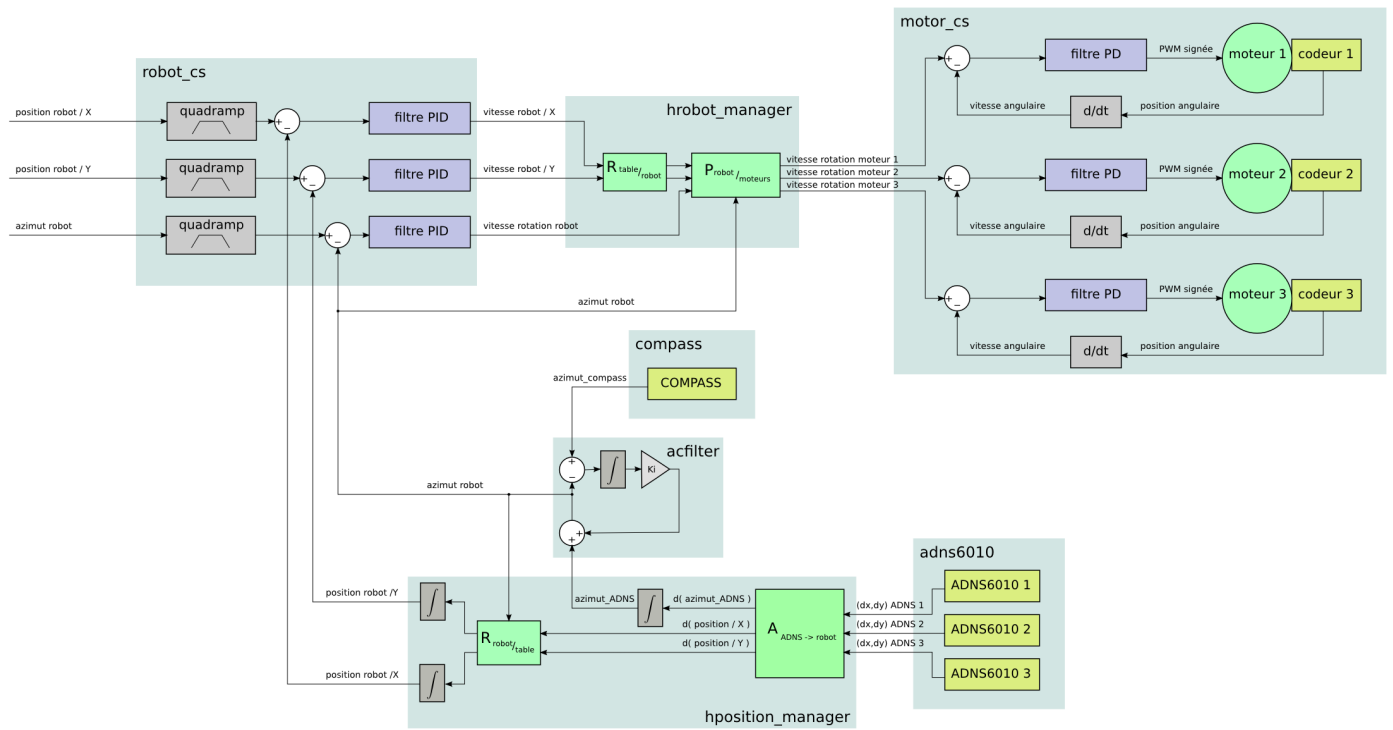 motor_cs
PWM signée
filtre PD
moteur 1
codeur 1
vitesse angulaire
d/dt
position angulaire
PWM signée
filtre PD
moteur 2
codeur 2
vitesse angulaire
d/dt
position angulaire
PWM signée
filtre PD
moteur 3
codeur 3
vitesse angulaire
d/dt
position angulaire
robot_cs
position robot / X
quadramp
+
−
filtre PID
vitesse robot / X
position robot / Y
quadramp
+
−
filtre PID
vitesse robot / Y
azimut robot
quadramp
+
−
filtre PID
vitesse rotation robot
hrobot_manager
R table/robot
P robot/moteurs
vitesse rotation moteur 1
vitesse rotation moteur 2
vitesse rotation moteur 3
+
−
+
−
+
−
azimut robot
compass
azimut_compass
COMPASS
acfilter
+
−
∫
Ki
azimut robot
+
+
adns6010
ADNS6010 1
ADNS6010 2
ADNS6010 3
(dx,dy) ADNS 1
(dx,dy) ADNS 2
(dx,dy) ADNS 3
position robot /Y
∫
azimut_ADNS
∫
d( azimut_ADNS )
d( position / X )
d( position / Y )
A ADNS -> robot
R robot/table
position robot /X
∫
hposition_manager